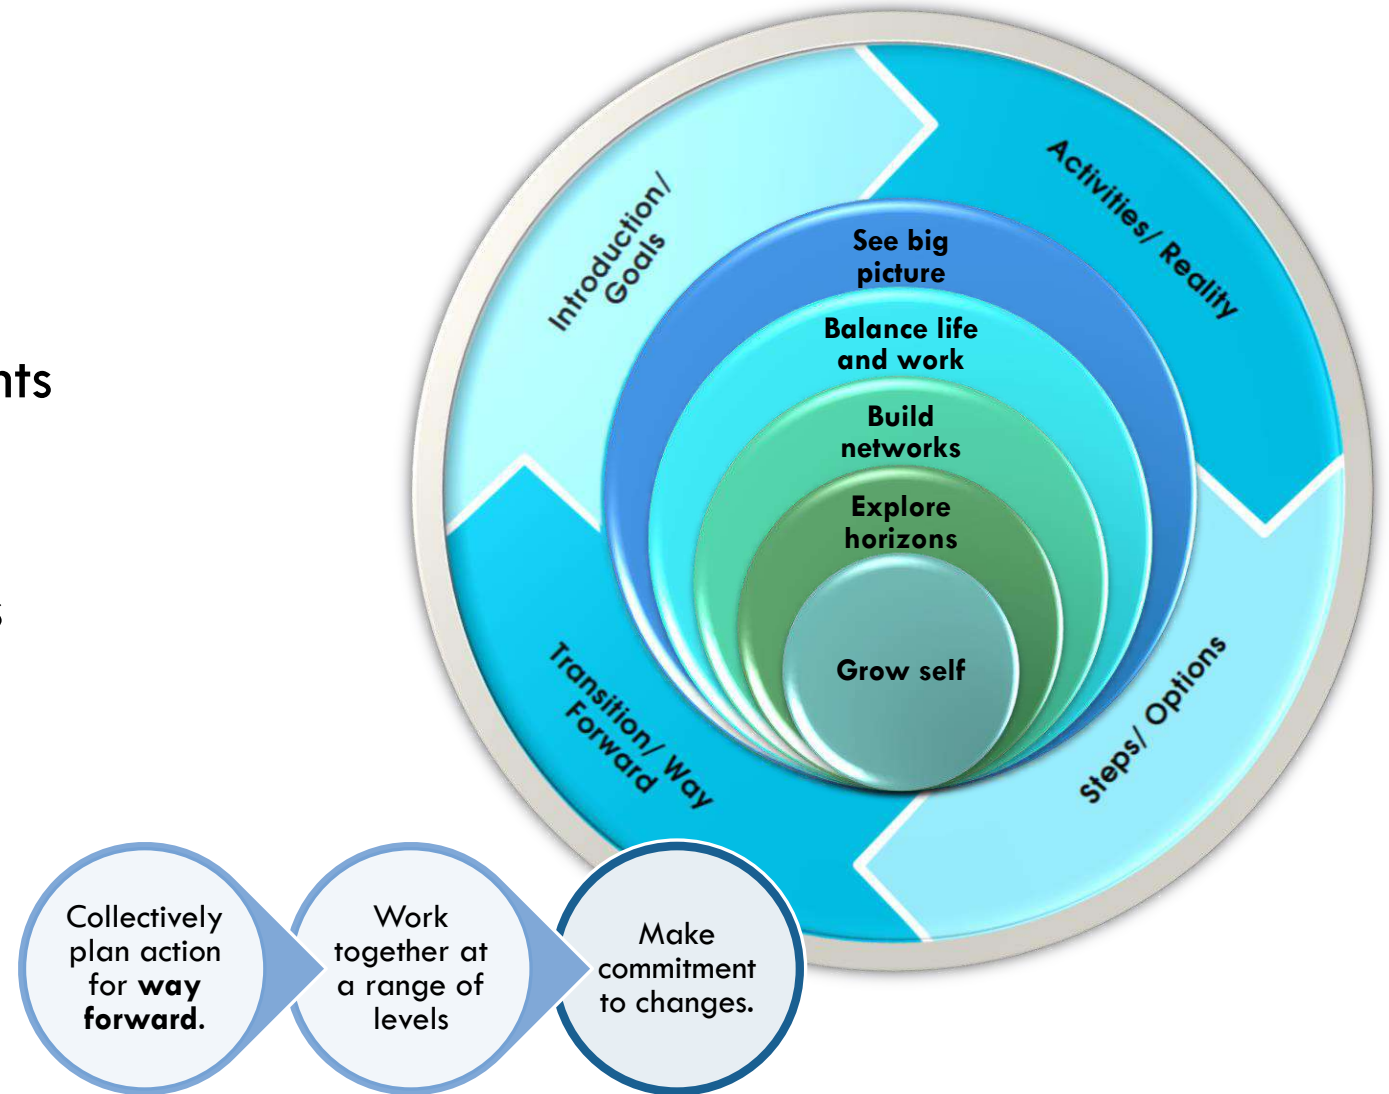 Introduction/
Goals
Activities/ Reality
See big
picture
Balance life
and work
Build
networks
Explore
horizons
Grow self
Transition/ Way
Forward
Steps/ Options
Collectively
plan action
for way
forward.
Work
together at
a range of
levels
Make
commitment
to changes.